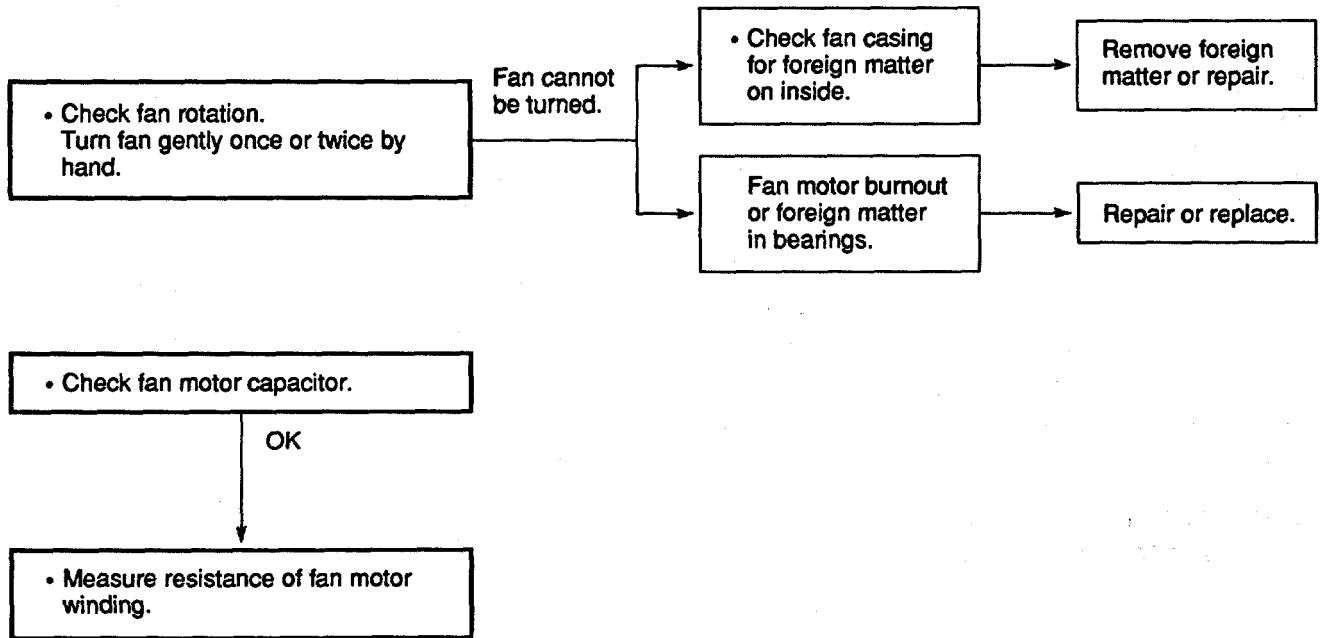 • Check fan rotation.
Turn fan gently once or twice by
hand.
Fan cannot
be turned.
• Check fan casing
for foreign matter
on inside.
Remove foreign
matter or repair.
Fan motor burnout
or foreign matter
in bearings.
Repair or replace.
• Check fan motor capacitor.
OK
• Measure resistance of fan motor
winding.